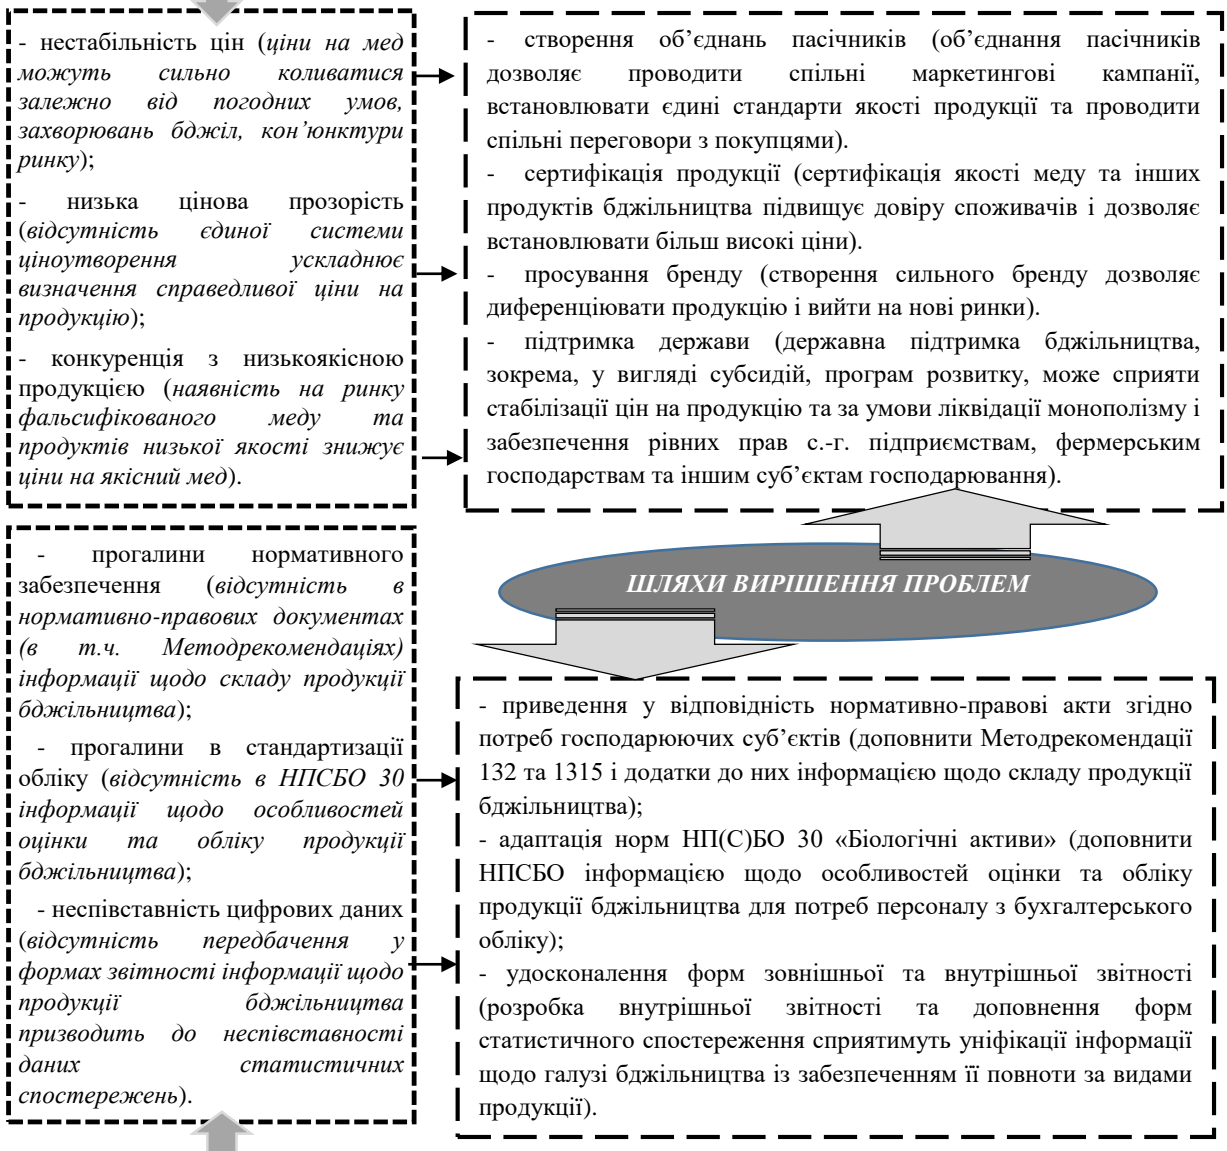 - нестабільність цін (ціни на мед
можуть сильно коливатися
залежно від погодних умов,
захворювань бджіл, кон’юнктури
ринку);
- низька цінова прозорість
(відсутність єдиної системи
ціноутворення ускладнює
визначення справедливої ціни на
продукцію);
- конкуренція з низькоякісною
продукцією (наявність на ринку
фальсифікованого меду та
продуктів низької якості знижує
ціни на якісний мед).
- створення об’єднань пасічників (об’єднання пасічників
дозволяє проводити спільні маркетингові кампанії,
встановлювати єдині стандарти якості продукції та проводити
спільні переговори з покупцями).
- сертифікація продукції (сертифікація якості меду та інших
продуктів бджільництва підвищує довіру споживачів і дозволяє
встановлювати більш високі ціни).
- просування бренду (створення сильного бренду дозволяє
диференціювати продукцію і вийти на нові ринки).
- підтримка держави (державна підтримка бджільництва,
зокрема, у вигляді субсидій, програм розвитку, може сприяти
стабілізації цін на продукцію та за умови ліквідації монополізму і
забезпечення рівних прав с.-г. підприємствам, фермерським
господарствам та іншим суб’єктам господарювання).
ШЛЯХИ ВИРІШЕННЯ ПРОБЛЕМ
- прогалини нормативного
забезпечення (відсутність в
нормативно-правових документах
(в т.ч. Методрекомендаціях)
інформації щодо складу продукції
бджільництва);
- прогалини в стандартизації
обліку (відсутність в НПСБО 30
інформації щодо особливостей
оцінки та обліку продукції
бджільництва);
- неспівставність цифрових даних
(відсутність передбачення у
формах звітності інформації щодо
продукції бджільництва
призводить до неспівставності
даних статистичних
спостережень).
- приведення у відповідність нормативно-правові акти згідно
потреб господарюючих суб’єктів (доповнити Методрекомендації
132 та 1315 і додатки до них інформацією щодо складу продукції
бджільництва);
- адаптація норм НП(С)БО 30 «Біологічні активи» (доповнити
НПСБО інформацією щодо особливостей оцінки та обліку
продукції бджільництва для потреб персоналу з бухгалтерського
обліку);
- удосконалення форм зовнішньої та внутрішньої звітності
(розробка внутрішньої звітності та доповнення форм
статистичного спостереження сприятимуть уніфікації інформації
щодо галузі бджільництва із забезпеченням її повноти за видами
продукції).